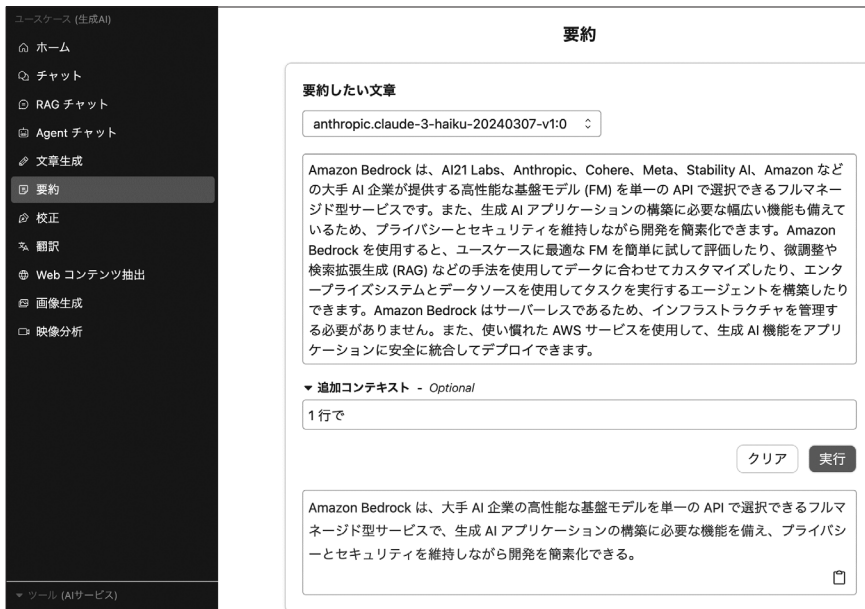 ユースケース (生成AI)
ホーム
チャット
RAG チャット
Agent チャット
文章生成
要約
校正
翻訳
Web コンテンツ抽出
画像生成
映像分析
ツール (AIサービス)
要約
要約したい文章
anthropic.claude-3-haiku-20240307-v1:0
Amazon Bedrock は、AI21 Labs、Anthropic、Cohere、Meta、Stability AI、Amazon など
の大手 AI 企業が提供する高性能な基盤モデル (FM) を単一の API で選択できるフルマネー
ジド型サービスです。また、生成 AI アプリケーションの構築に必要な幅広い機能も備えて
いるため、プライバシーとセキュリティを維持しながら開発を簡素化できます。Amazon
Bedrock を使用すると、ユースケースに最適な FM を簡単に試して評価したり、微調整や
検索拡張生成 (RAG) などの手法を使用してデータに合わせてカスタマイズしたり、エンタ
ープライズシステムとデータソースを使用してタスクを実行するエージェントを構築したり
できます。Amazon Bedrock はサーバーレスであるため、インフラストラクチャを管理す
る必要がありません。また、使い慣れた AWS サービスを使用して、生成 AI 機能をアプリ
ケーションに安全に統合してデプロイできます。
追加コンテキスト - Optional
1 行で
クリア 実行
Amazon Bedrock は、大手 AI 企業の高性能な基盤モデルを単一の API で選択できるフルマ
ネージド型サービスで、生成 AI アプリケーションの構築に必要な機能を備え、プライバシ
ーとセキュリティを維持しながら開発を簡素化できる。